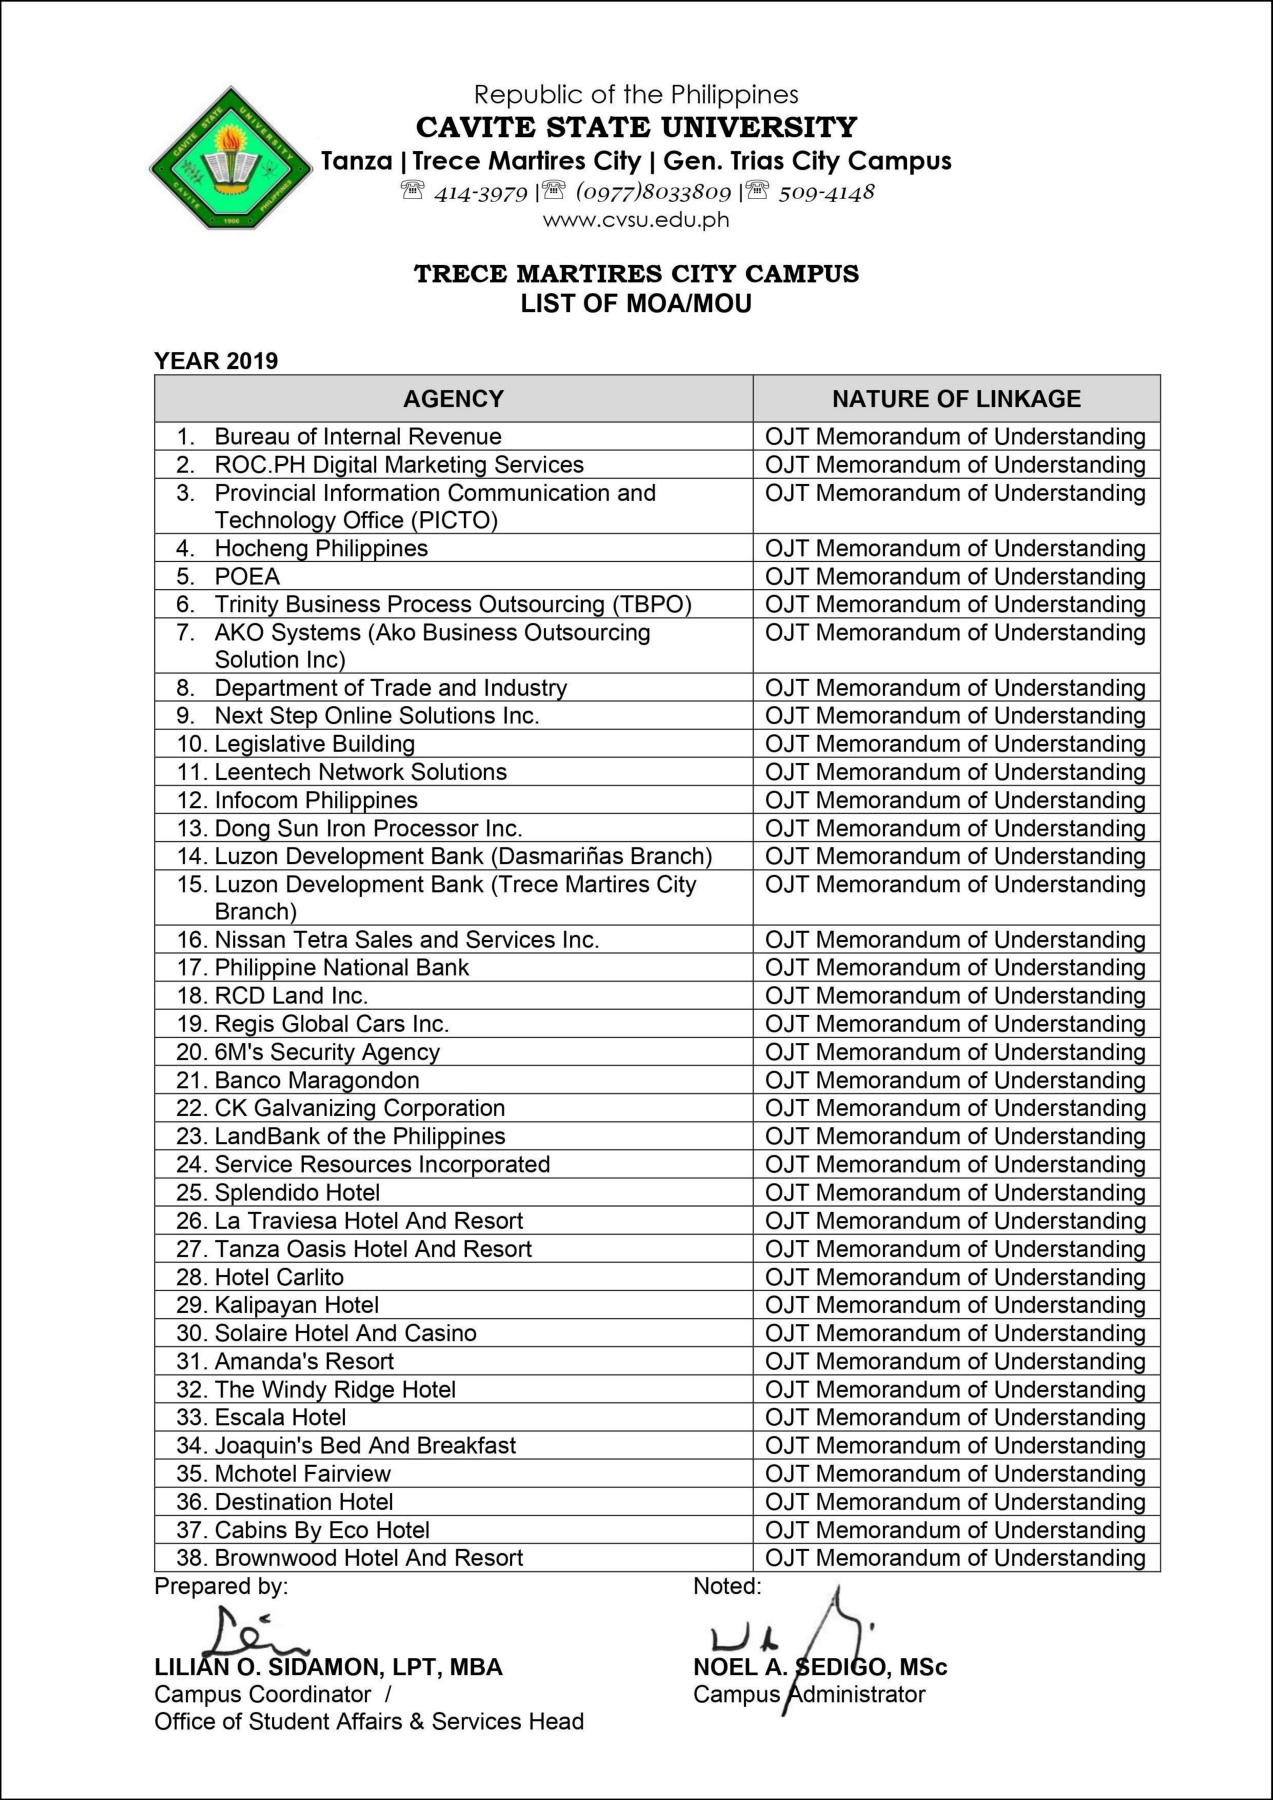 CAVITE STATE UNIVERSITY
CAVITE
PHILIPPINES
1906
Republic of the Philippines
CAVITE STATE UNIVERSITY
Tanza | Trece Martires City | Gen. Trias City Campus
☏ 414-3979 |☏ (0977)8033809 |☏ 509-4148
www.cvsu.edu.ph
TRECE MARTIRES CITY CAMPUS
LIST OF MOA/MOU
YEAR 2019
AGENCY NATURE OF LINKAGE
1. Bureau of Internal Revenue OJT Memorandum of Understanding
2. ROC.PH Digital Marketing Services OJT Memorandum of Understanding
3. Provincial Information Communication and OJT Memorandum of Understanding
Technology Office (PICTO)
4. Hocheng Philippines OJT Memorandum of Understanding
5. POEA OJT Memorandum of Understanding
6. Trinity Business Process Outsourcing (TBPO) OJT Memorandum of Understanding
7. AKO Systems (Ako Business Outsourcing OJT Memorandum of Understanding
Solution Inc)
8. Department of Trade and Industry OJT Memorandum of Understanding
9. Next Step Online Solutions Inc. OJT Memorandum of Understanding
10. Legislative Building OJT Memorandum of Understanding
11. Leentech Network Solutions OJT Memorandum of Understanding
12. Infocom Philippines OJT Memorandum of Understanding
13. Dong Sun Iron Processor Inc. OJT Memorandum of Understanding
14. Luzon Development Bank (Dasmariñas Branch) OJT Memorandum of Understanding
15. Luzon Development Bank (Trece Martires City OJT Memorandum of Understanding
Branch)
16. Nissan Tetra Sales and Services Inc. OJT Memorandum of Understanding
17. Philippine National Bank OJT Memorandum of Understanding
18. RCD Land Inc. OJT Memorandum of Understanding
19. Regis Global Cars Inc. OJT Memorandum of Understanding
20. 6M's Security Agency OJT Memorandum of Understanding
21. Banco Maragondon OJT Memorandum of Understanding
22. CK Galvanizing Corporation OJT Memorandum of Understanding
23. LandBank of the Philippines OJT Memorandum of Understanding
24. Service Resources Incorporated OJT Memorandum of Understanding
25. Splendido Hotel OJT Memorandum of Understanding
26. La Traviesa Hotel And Resort OJT Memorandum of Understanding
27. Tanza Oasis Hotel And Resort OJT Memorandum of Understanding
28. Hotel Carlito OJT Memorandum of Understanding
29. Kalipayan Hotel OJT Memorandum of Understanding
30. Solaire Hotel And Casino OJT Memorandum of Understanding
31. Amanda's Resort OJT Memorandum of Understanding
32. The Windy Ridge Hotel OJT Memorandum of Understanding
33. Escala Hotel OJT Memorandum of Understanding
34. Joaquin's Bed And Breakfast OJT Memorandum of Understanding
35. Mchotel Fairview OJT Memorandum of Understanding
36. Destination Hotel OJT Memorandum of Understanding
37. Cabins By Eco Hotel OJT Memorandum of Understanding
38. Brownwood Hotel And Resort OJT Memorandum of Understanding
Prepared by: Noted:
LILIAN O. SIDAMON, LPT, MBA NOEL A. SEDIGO, MSc
Campus Coordinator / Campus Administrator
Office of Student Affairs & Services Head